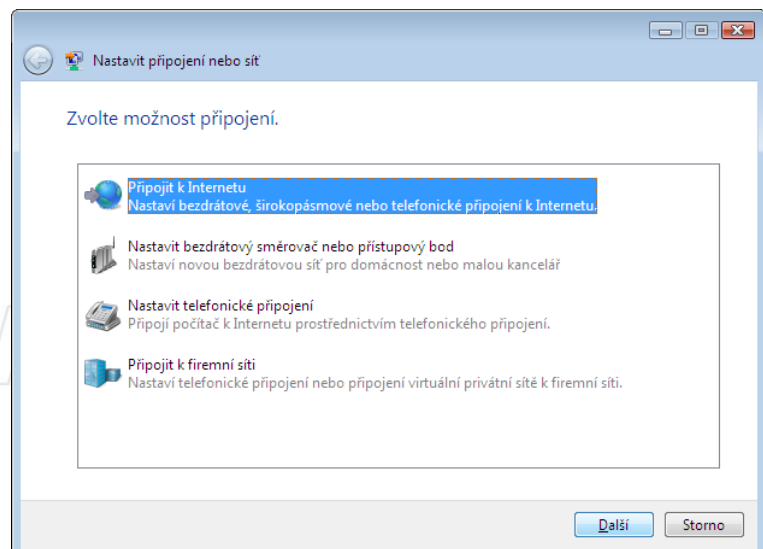 Nastavit připojení nebo síť
Zvolte možnost připojení.
Připojit k Internetu
Nastaví bezdrátové, širokopásmové nebo telefonické připojení k Internetu.
Nastavit bezdrátový směrovač nebo přístupový bod
Nastaví novou bezdrátovou síť pro domácnost nebo malou kancelář
Nastavit telefonické připojení
Připojí počítač k Internetu prostřednictvím telefonického připojení.
Připojit k firemní síti
Nastaví telefonické připojení nebo připojení virtuální privátní sítě k firemní síti.
Další
Storno